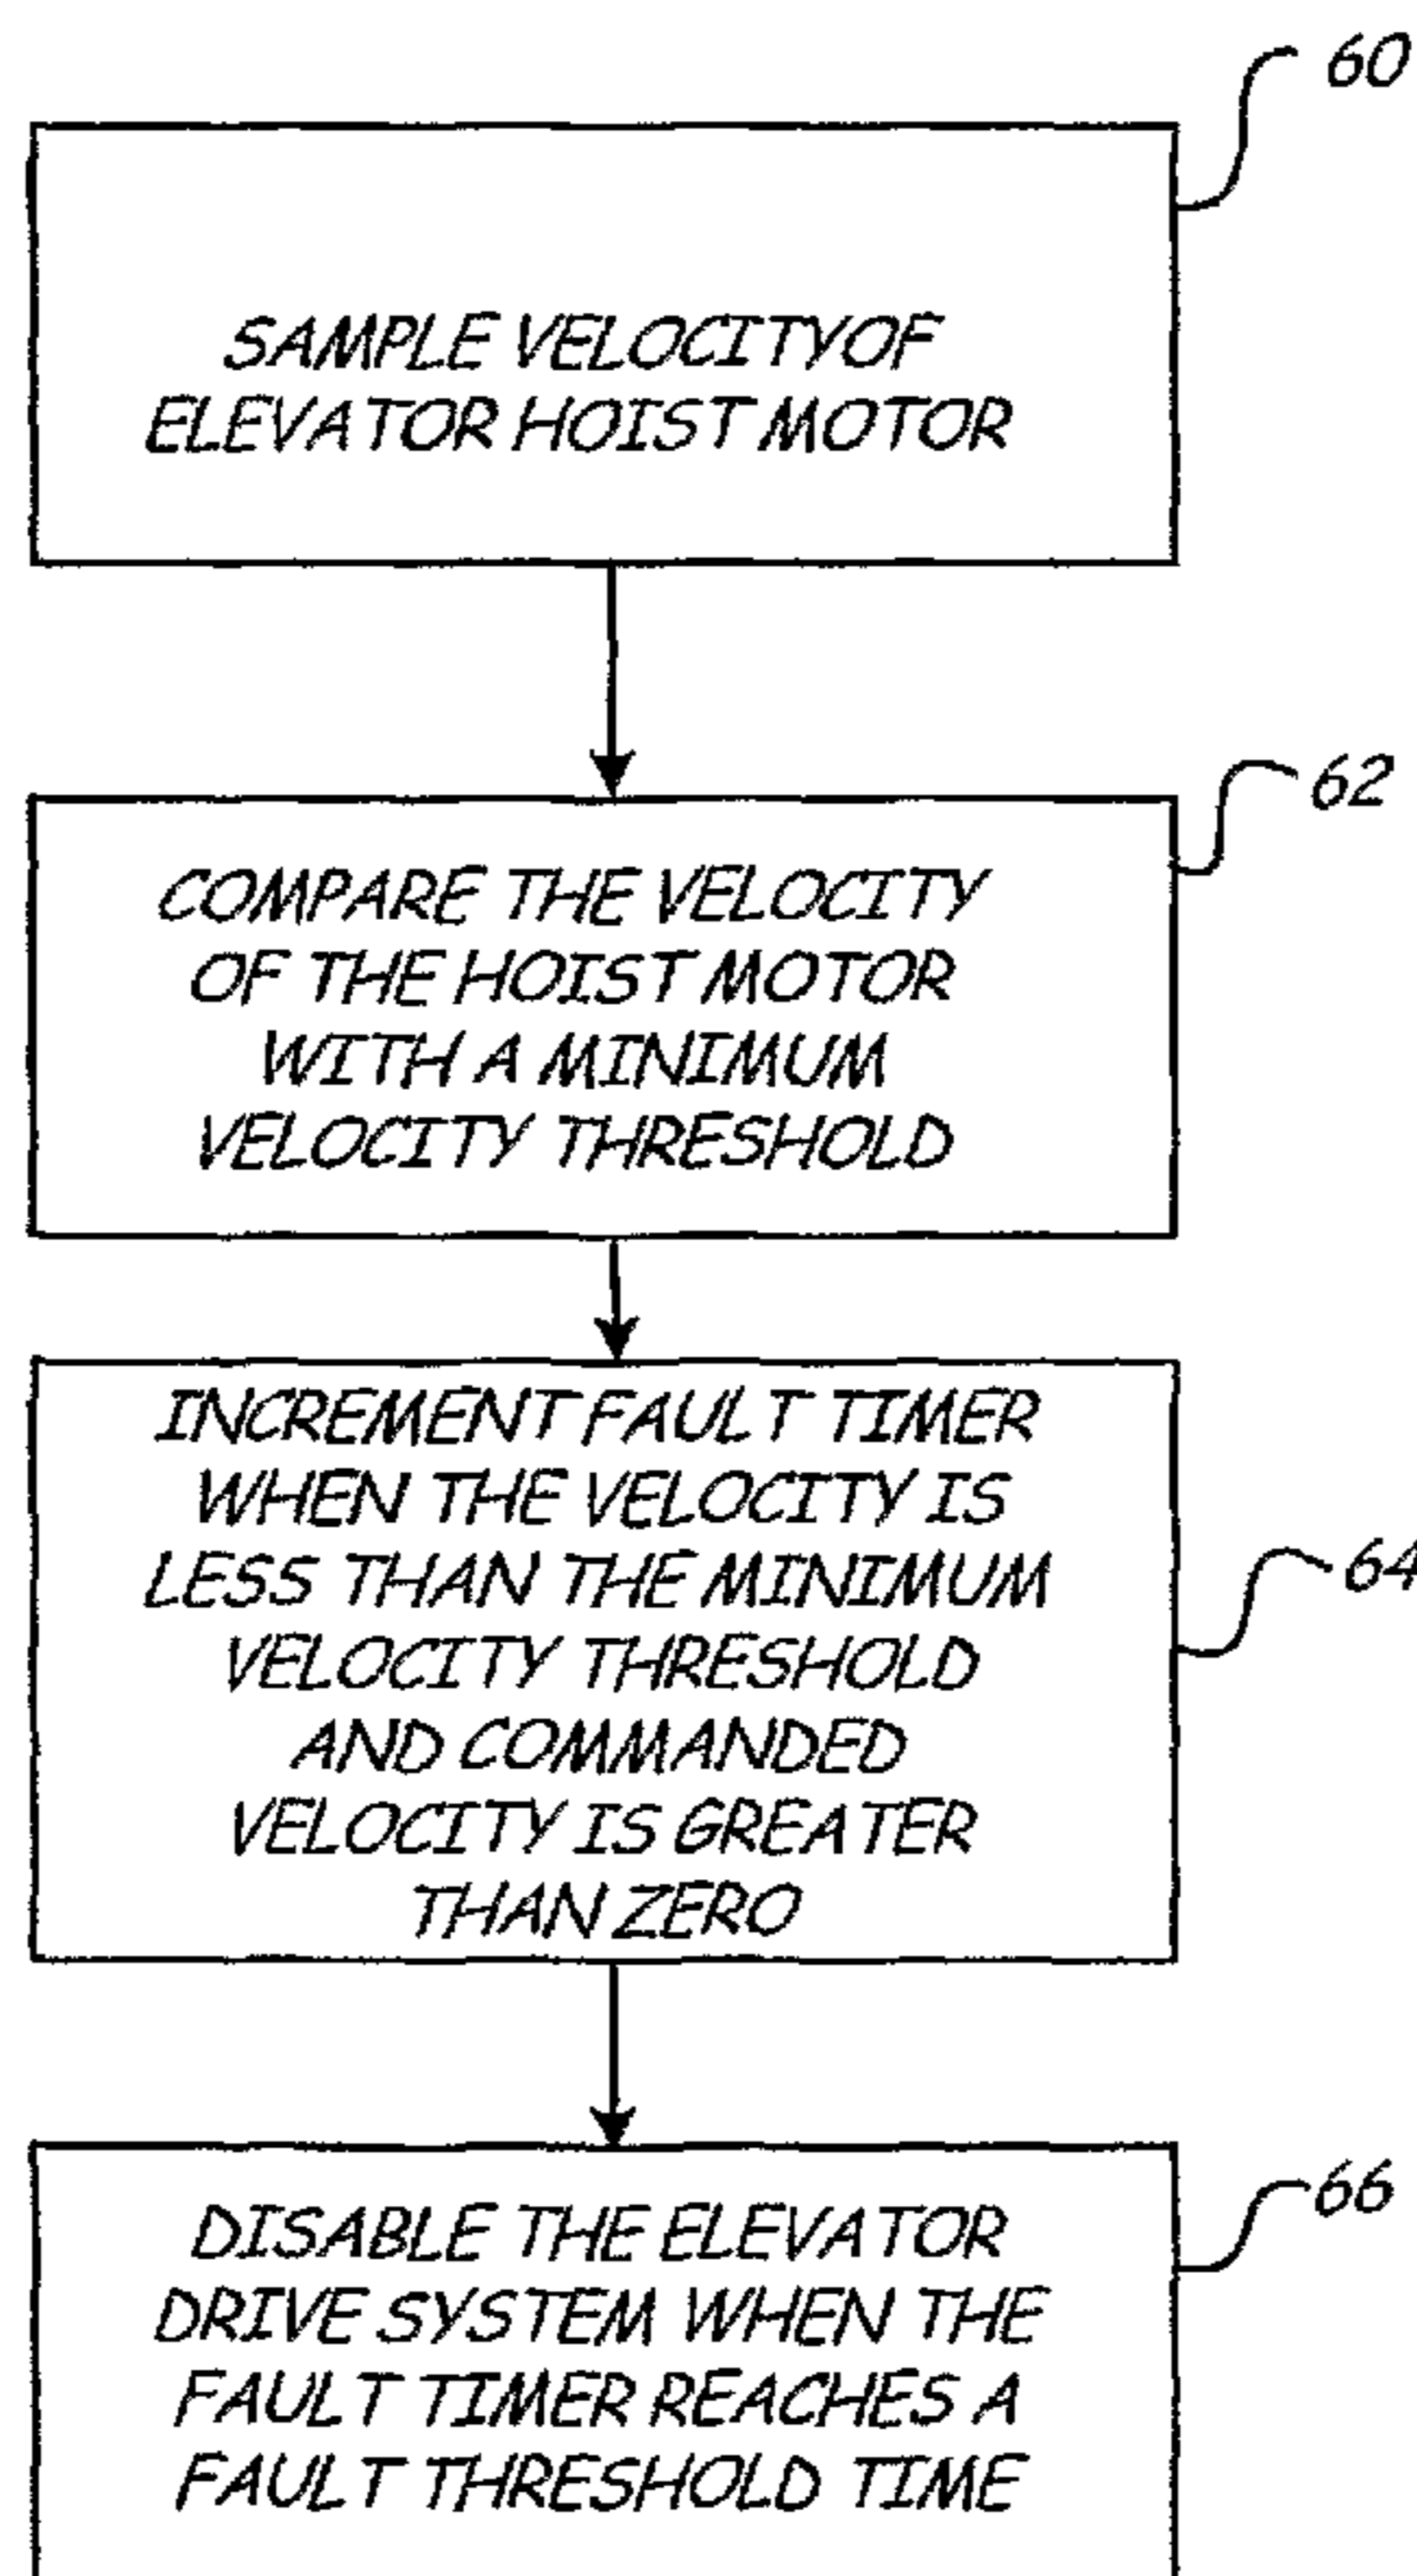 60
SAMPLE VELOCITYOF
ELEVATOR HOIST MOTOR
62
COMPARE THE VELOCITY
OF THE HOIST MOTOR
WITH A MINIMUM
VELOCITY THRESHOLD
INCREMENT FAULT TIMER
WHEN THE VELOCITY IS
LESS THAN THE MINIMUM
64
VELOCITY THRESHOLD
AND COMMANDED
VELOCITY IS GREATER
THAN ZERO
66
DISABLE THE ELEVATOR
DRIVE SYSTEM WHEN THE
FAULT TIMER REACHES A
FAULT THRESHOLD TIME